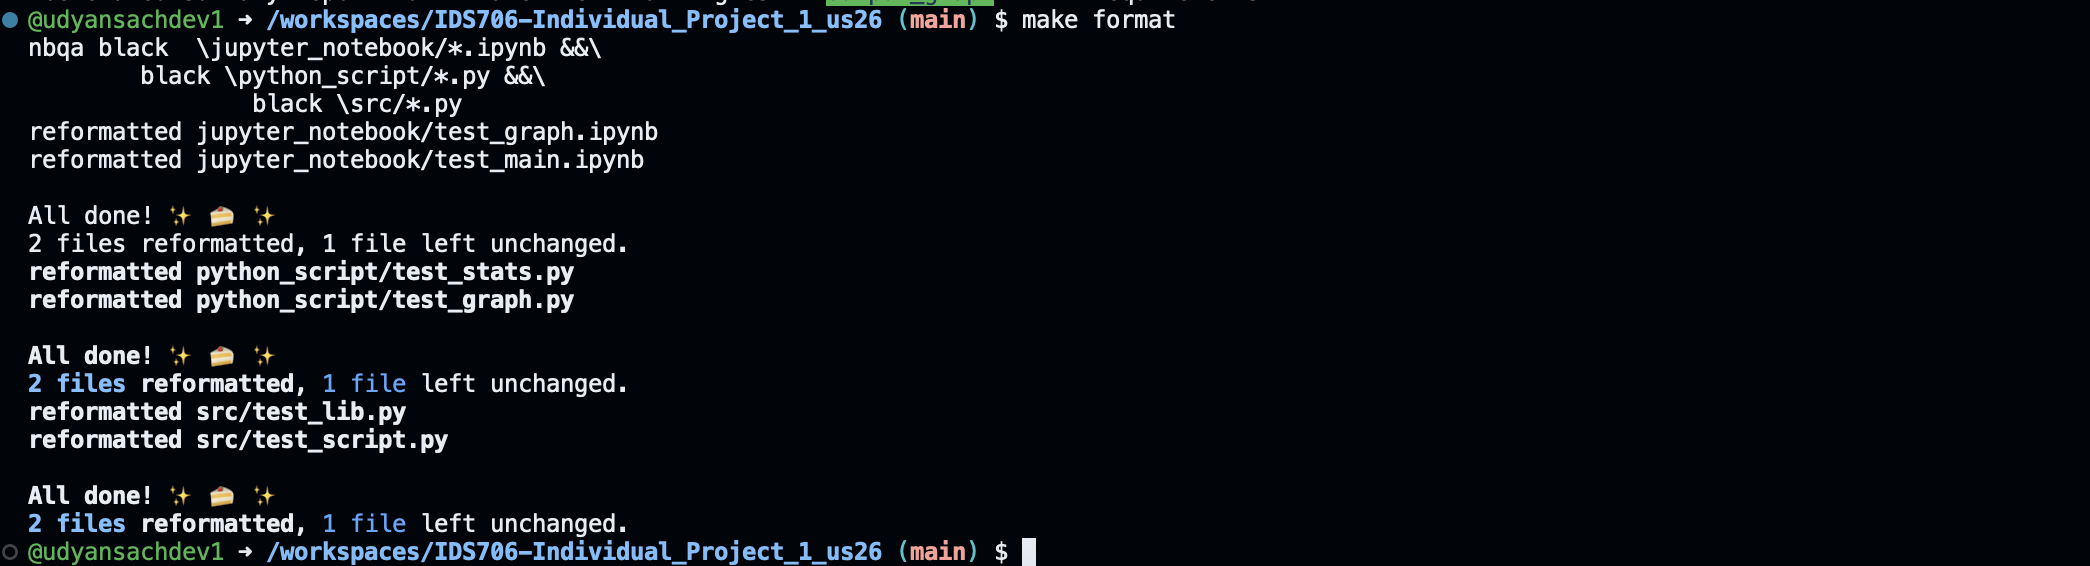 @udyansachdev1 ➜ /workspaces/IDS706-Individual_Project_1_us26 (main) $ make format
nbqa black  \jupyter_notebook/*.ipynb &&\
        black \python_script/*.py &&\
                black \src/*.py
reformatted jupyter_notebook/test_graph.ipynb
reformatted jupyter_notebook/test_main.ipynb
All done! ✨ 🍰 ✨
2 files reformatted, 1 file left unchanged.
reformatted python_script/test_stats.py
reformatted python_script/test_graph.py
All done! ✨ 🍰 ✨
2 files reformatted, 1 file left unchanged.
reformatted src/test_lib.py
reformatted src/test_script.py
All done! ✨ 🍰 ✨
2 files reformatted, 1 file left unchanged.
@udyansachdev1 ➜ /workspaces/IDS706-Individual_Project_1_us26 (main) $